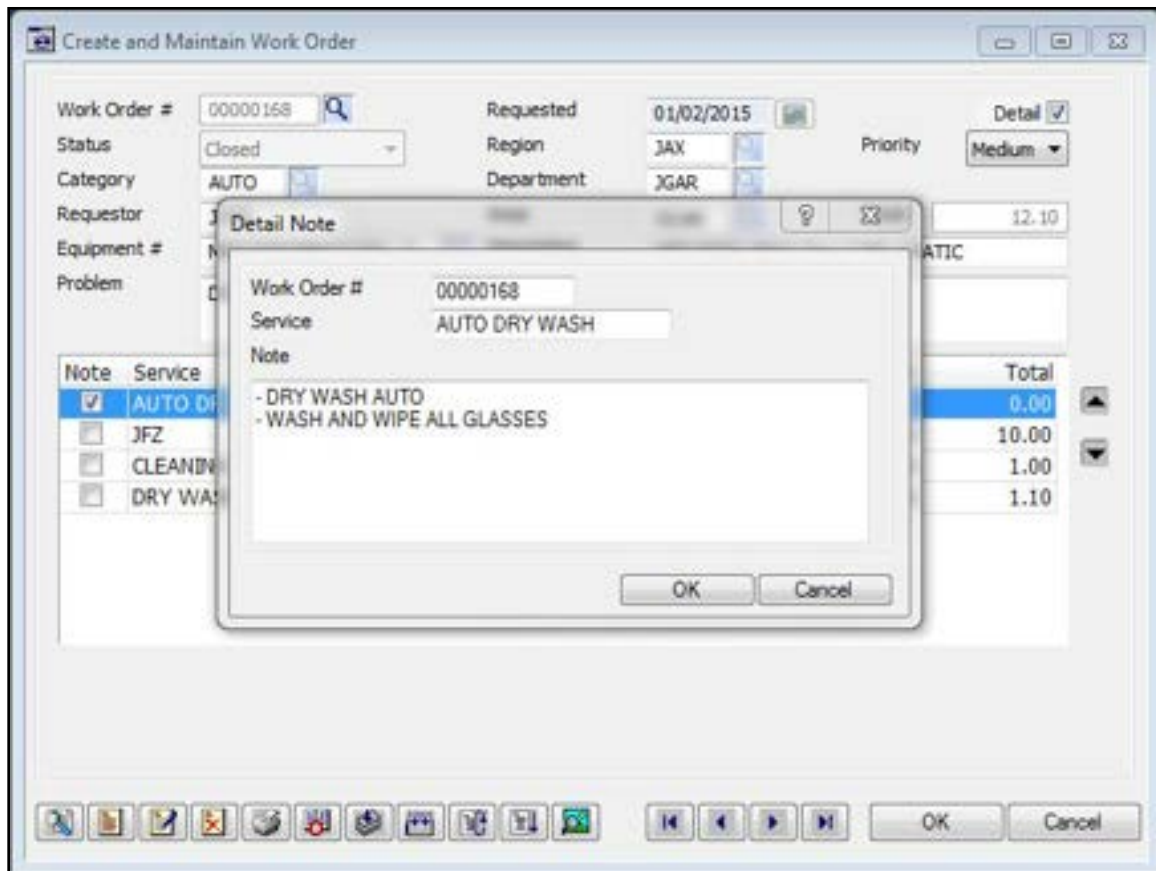 Create and Maintain Work Order
Work Order # 00000168 Requested 01/02/2015 Detail
Status Closed Region JAX Priority Medium
Category AUTO Department JGAR
Requestor 12.10
Equipment # ATIC
Problem
Detail Note
Work Order # 00000168
Service AUTO DRY WASH
Note
- DRY WASH AUTO
- WASH AND WIPE ALL GLASSES
OK Cancel
Note Service Total
AUTO DR 0.00
JFZ 10.00
CLEANIN 1.00
DRY WAS 1.10
OK Cancel